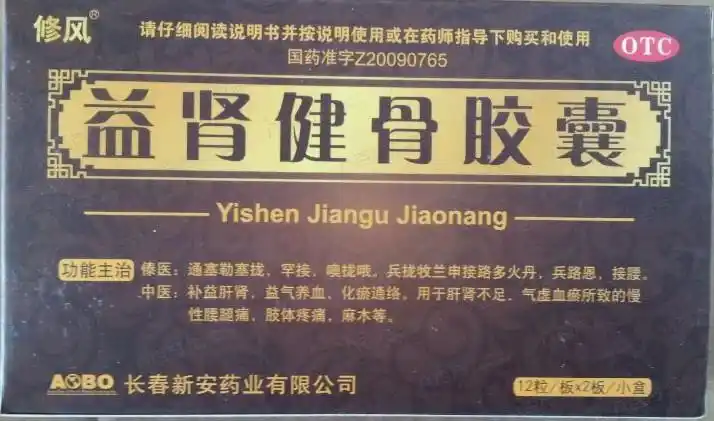 修风®
请仔细阅读说明书并按说明使用或在药师指导下购买和使用
国药准字Z20090765
OTC
益肾健骨胶囊
Yishen Jiangu Jiaonang
功能主治
傣医：通塞勒塞拢，罕接，噢拢哦。兵拢牧兰申接路多火丹，兵路恩，接腰。
中医：补益肝肾，益气养血，化瘀通络。用于肝肾不足，气虚血瘀所致的慢
性腰腿痛，肢体疼痛，麻木等。
AOBO 长春新安药业有限公司
12粒/板x2板/小盒